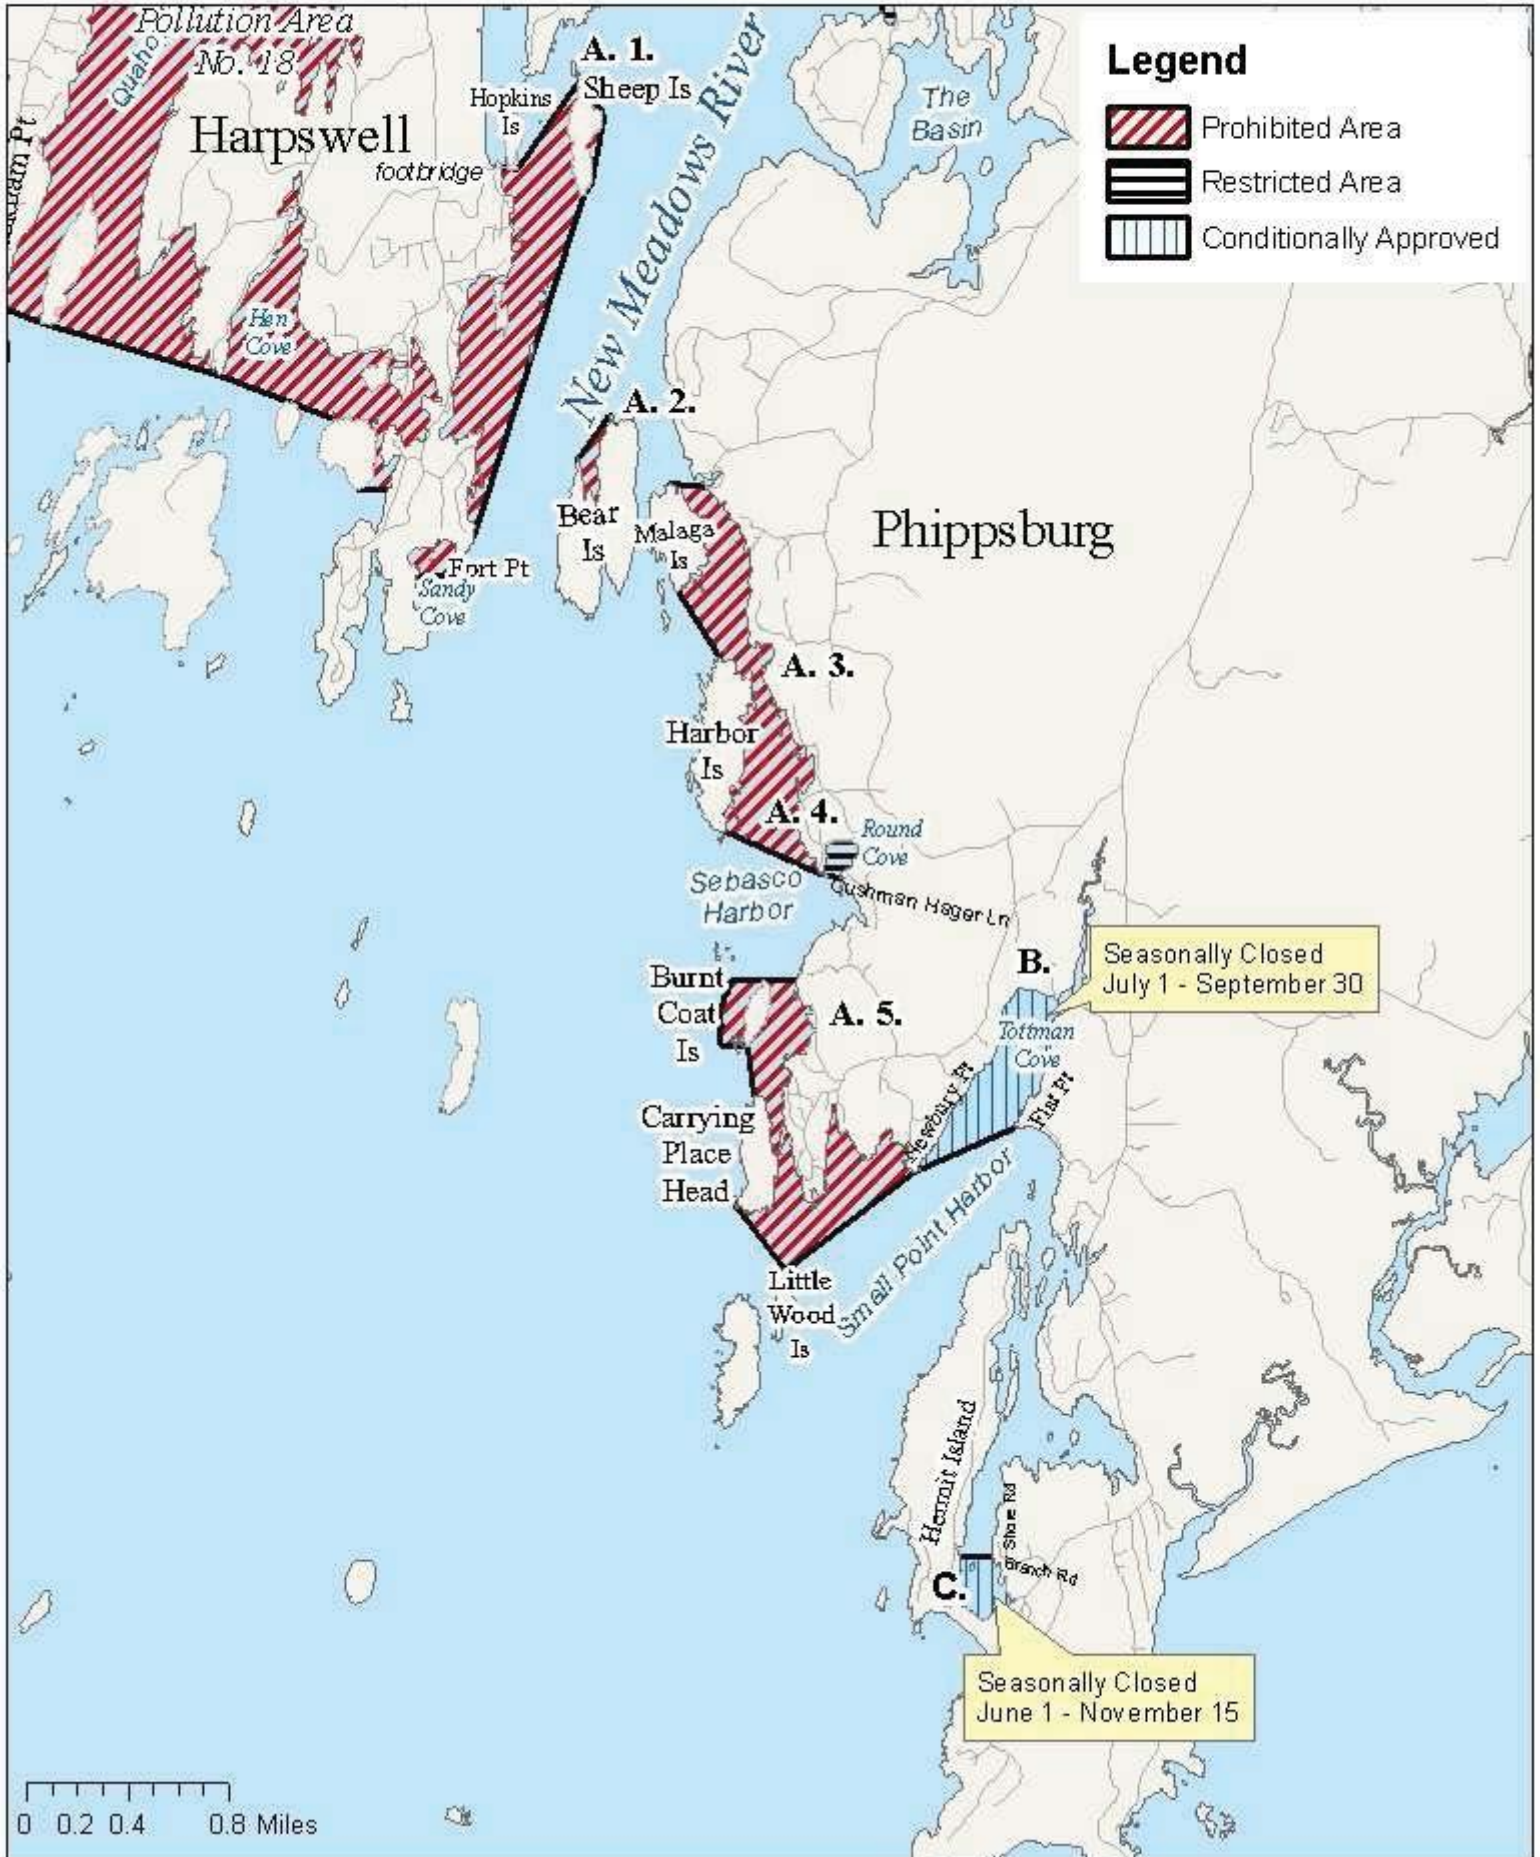 Pollution Area
No. 18
Quaho
Harpswell
Hopkins
Is
footbridge
A. 1.
Sheep Is
New Meadows River
The
Basin
Legend
Prohibited Area
Restricted Area
Conditionally Approved
Hen
Cove
A. 2.
Bear
Is
Malaga
Is
Phippsburg
Fort Pt
Sandy
Cove
A. 3.
Harbor
Is
A. 4.
Round
Cove
Sebasco
Harbor
Cushman Hager Ln
B.
Seasonally Closed
July 1 - September 30
Burnt
Coat
Is
A. 5.
Tottman
Cove
Newbury Pt
Flat Pt
Carrying
Place
Head
Small Point Harbor
Little
Wood
Is
Hermit Island
Shore Rd
Branch Rd
C.
Seasonally Closed
June 1 - November 15
0 0.2 0.4 0.8 Miles